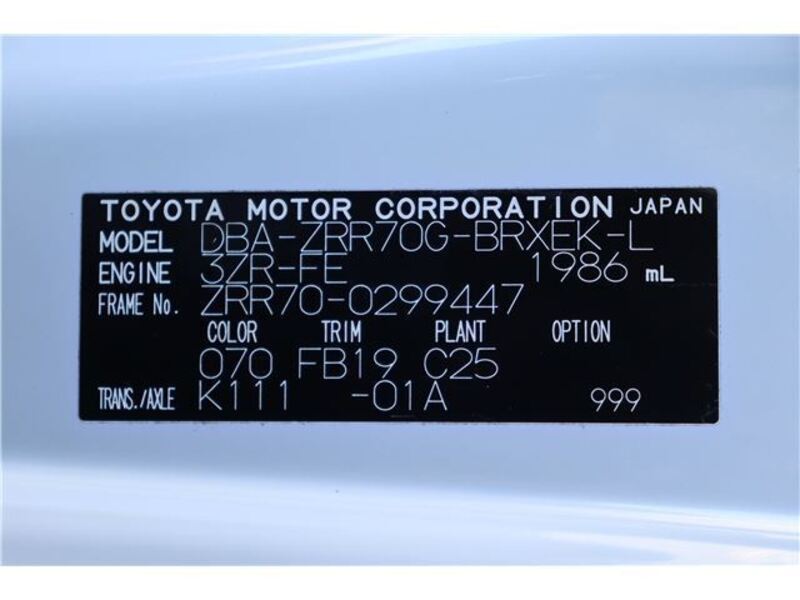 TOYOTA MOTOR CORPORATION JAPAN
MODEL DBA-ZRR70G-BRXEK-L
ENGINE 3ZR-FE 1986 mL
FRAME No. ZRR70-0299447
COLOR TRIM PLANT OPTION
070 FB19 C25
TRANS./AXLE K111 -01A 999